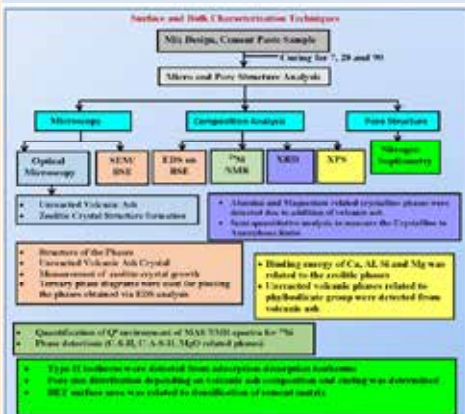 Surface and Bulk Characterization Techniques
Mix Design, Cement Paste Sample
Curing for 7, 28 and 90
Micro and Pore Structure Analysis
Microscopy
Composition Analysis
Pore Structure
Optical
Microscopy
SEM/
BSE
EDS on
BSE
²⁹Si
NMR
XRD
XPS
Nitrogen
Unreacted Volcanic Ash
Zeolitic Crystal Structure formation
Alumina and Magnesium related crystalline phases were
detected due to addition of volcanic ash
Semi quantitative analysis to measure the Crystalline to
Amorphous
Structure of the Phases
Unreacted Volcanic Ash Crystal
Measurement of zeolitic crystal growth
Ternary phase diagrams were used for plotting
the phases obtained via EDS analysis
Binding energy of Ca, Al, Si and Mg was
related to the zeolitic phases
Unreacted volcanic phases related to
phyllosilicate group were detected from
volcanic ash
Quantification of Qⁿ environment of MAS NMR spectra for ²⁹Si
Phase detections (C-S-H, C-A-S-H, MgO related phases)
Type II isotherm were detected from adsorption desorption isotherms
Pore size distribution depending on volcanic ash composition and curing was determined
BET surface area was related to densification of cement matrix